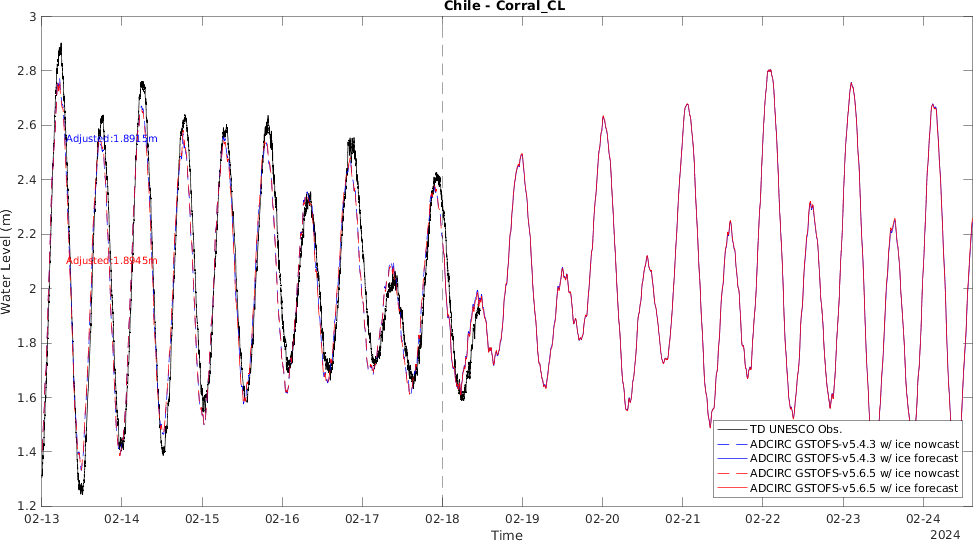 Chile - Corral_CL
3
2.8
2.6
2.4
2.2
2
1.8
1.6
1.4
1.2
Water Level (m)
Adjusted:1.8915m
Adjusted:1.8945m
TD UNESCO Obs.
ADCIRC GSTOFS-v5.4.3 w/ ice nowcast
ADCIRC GSTOFS-v5.4.3 w/ ice forecast
ADCIRC GSTOFS-v5.6.5 w/ ice nowcast
ADCIRC GSTOFS-v5.6.5 w/ ice forecast
02-13 02-14 02-15 02-16 02-17 02-18 02-19 02-20 02-21 02-22 02-23 02-24
Time
2024